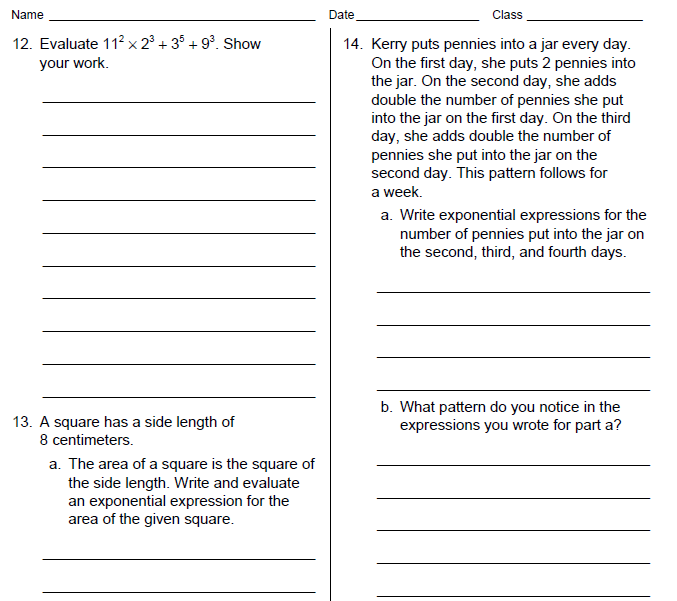 Name Date Class
12. Evaluate 11² × 2³ + 3⁵ + 9³. Show
your work.
13. A square has a side length of
8 centimeters.
a. The area of a square is the square of
the side length. Write and evaluate
an exponential expression for the
area of the given square.
14. Kerry puts pennies into a jar every day.
On the first day, she puts 2 pennies into
the jar. On the second day, she adds
double the number of pennies she put
into the jar on the first day. On the third
day, she adds double the number of
pennies she put into the jar on the
second day. This pattern follows for
a week.
a. Write exponential expressions for the
number of pennies put into the jar on
the second, third, and fourth days.
b. What pattern do you notice in the
expressions you wrote for part a?